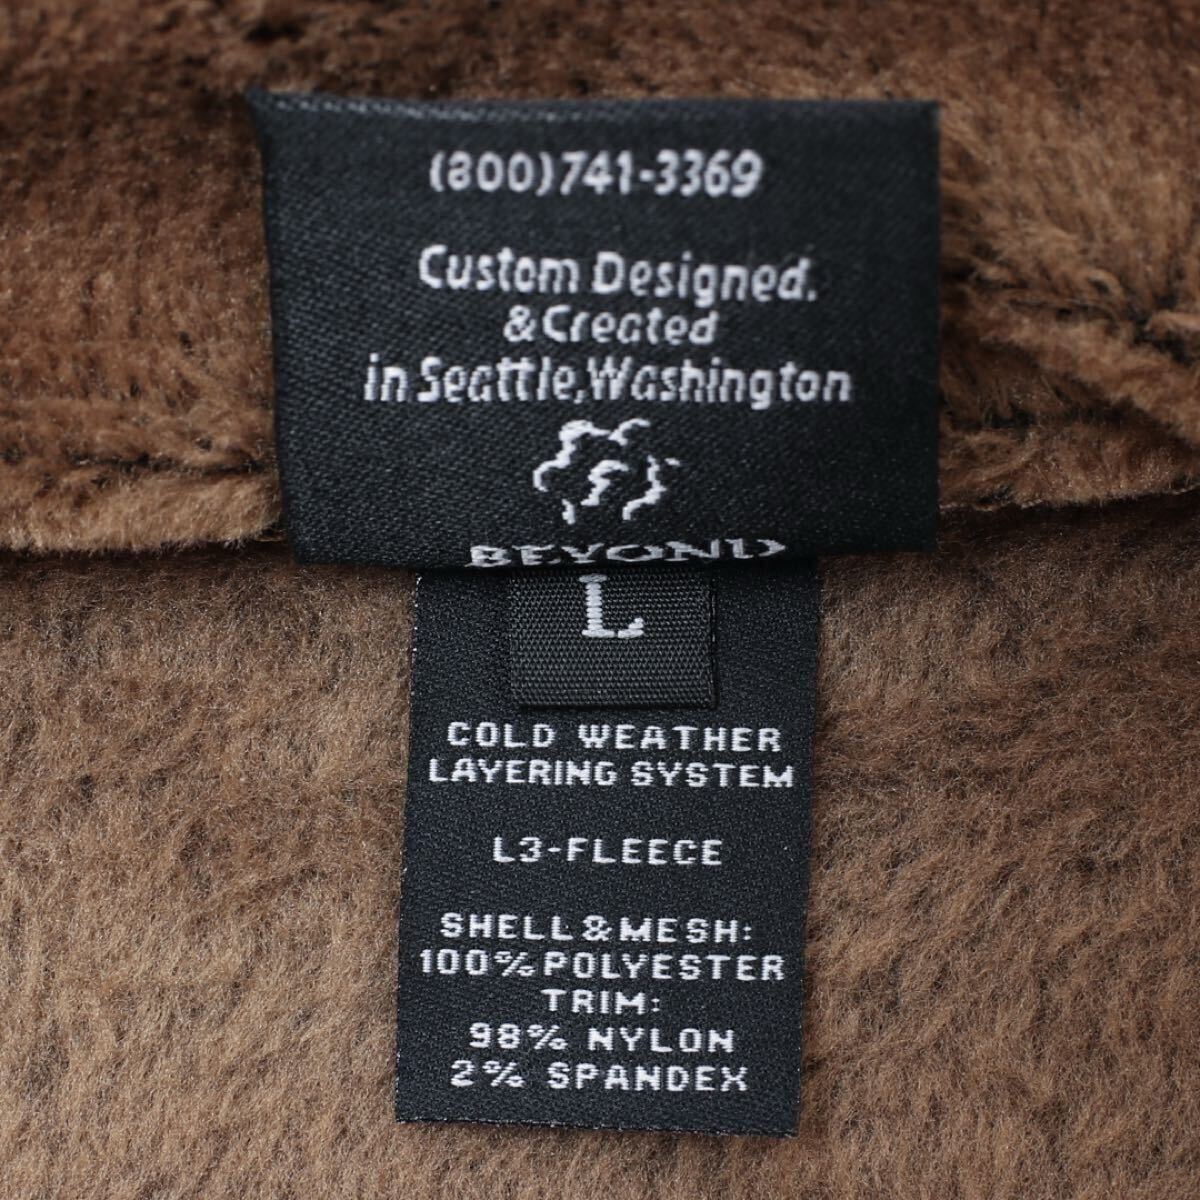 (800)741-3369
Custom Designed.
&Created
in Seattle,Washington
BEYOND
L
COLD WEATHER
LAYERING SYSTEM
L3-FLEECE
SHELL&MESH:
100%POLYESTER
TRIM:
98% NYLON
2% SPANDEX